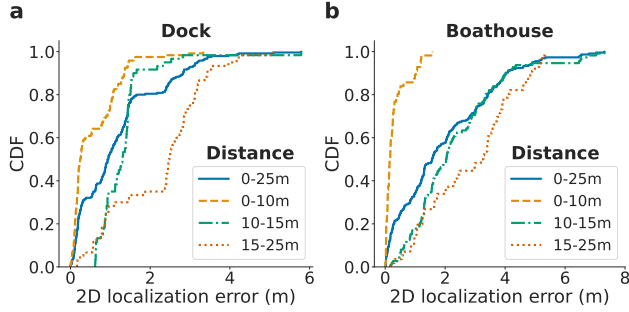 a
Dock
CDF
1.0
0.8
0.6
0.4
0.2
0.0
0
2
4
6
2D localization error (m)
Distance
0-25m
0-10m
10-15m
15-25m
b
Boathouse
CDF
1.0
0.8
0.6
0.4
0.2
0.0
0
2
4
6
8
2D localization error (m)
Distance
0-25m
0-10m
10-15m
15-25m